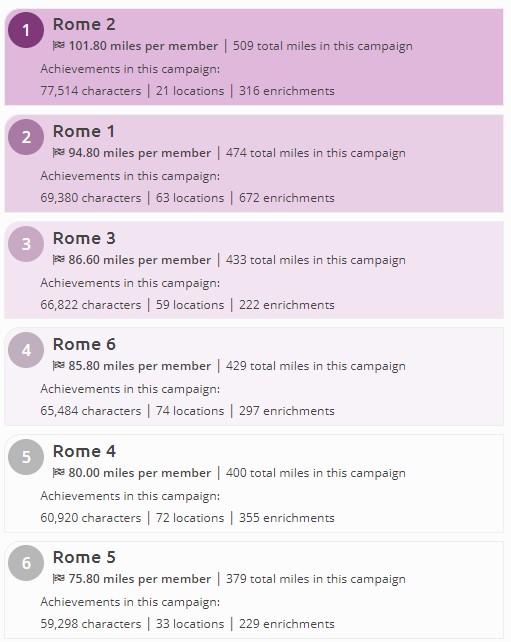 1
Rome 2
101.80 miles per member | 509 total miles in this campaign
Achievements in this campaign:
77,514 characters | 21 locations | 316 enrichments
2
Rome 1
94.80 miles per member | 474 total miles in this campaign
Achievements in this campaign:
69,380 characters | 63 locations | 672 enrichments
3
Rome 3
86.60 miles per member | 433 total miles in this campaign
Achievements in this campaign:
66,822 characters | 59 locations | 222 enrichments
4
Rome 6
85.80 miles per member | 429 total miles in this campaign
Achievements in this campaign:
65,484 characters | 74 locations | 297 enrichments
5
Rome 4
80.00 miles per member | 400 total miles in this campaign
Achievements in this campaign:
60,920 characters | 72 locations | 355 enrichments
6
Rome 5
75.80 miles per member | 379 total miles in this campaign
Achievements in this campaign:
59,298 characters | 33 locations | 229 enrichments